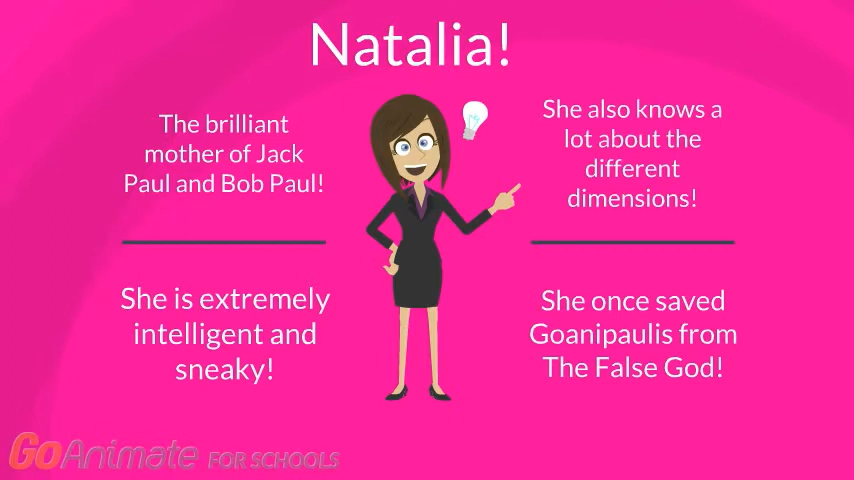 Natalia!
The brilliant
mother of Jack
Paul and Bob Paul!
She also knows a
lot about the
different
dimensions!
She is extremely
intelligent and
sneaky!
She once saved
Goanipaulis from
The False God!
GoAnimate FOR SCHOOLS